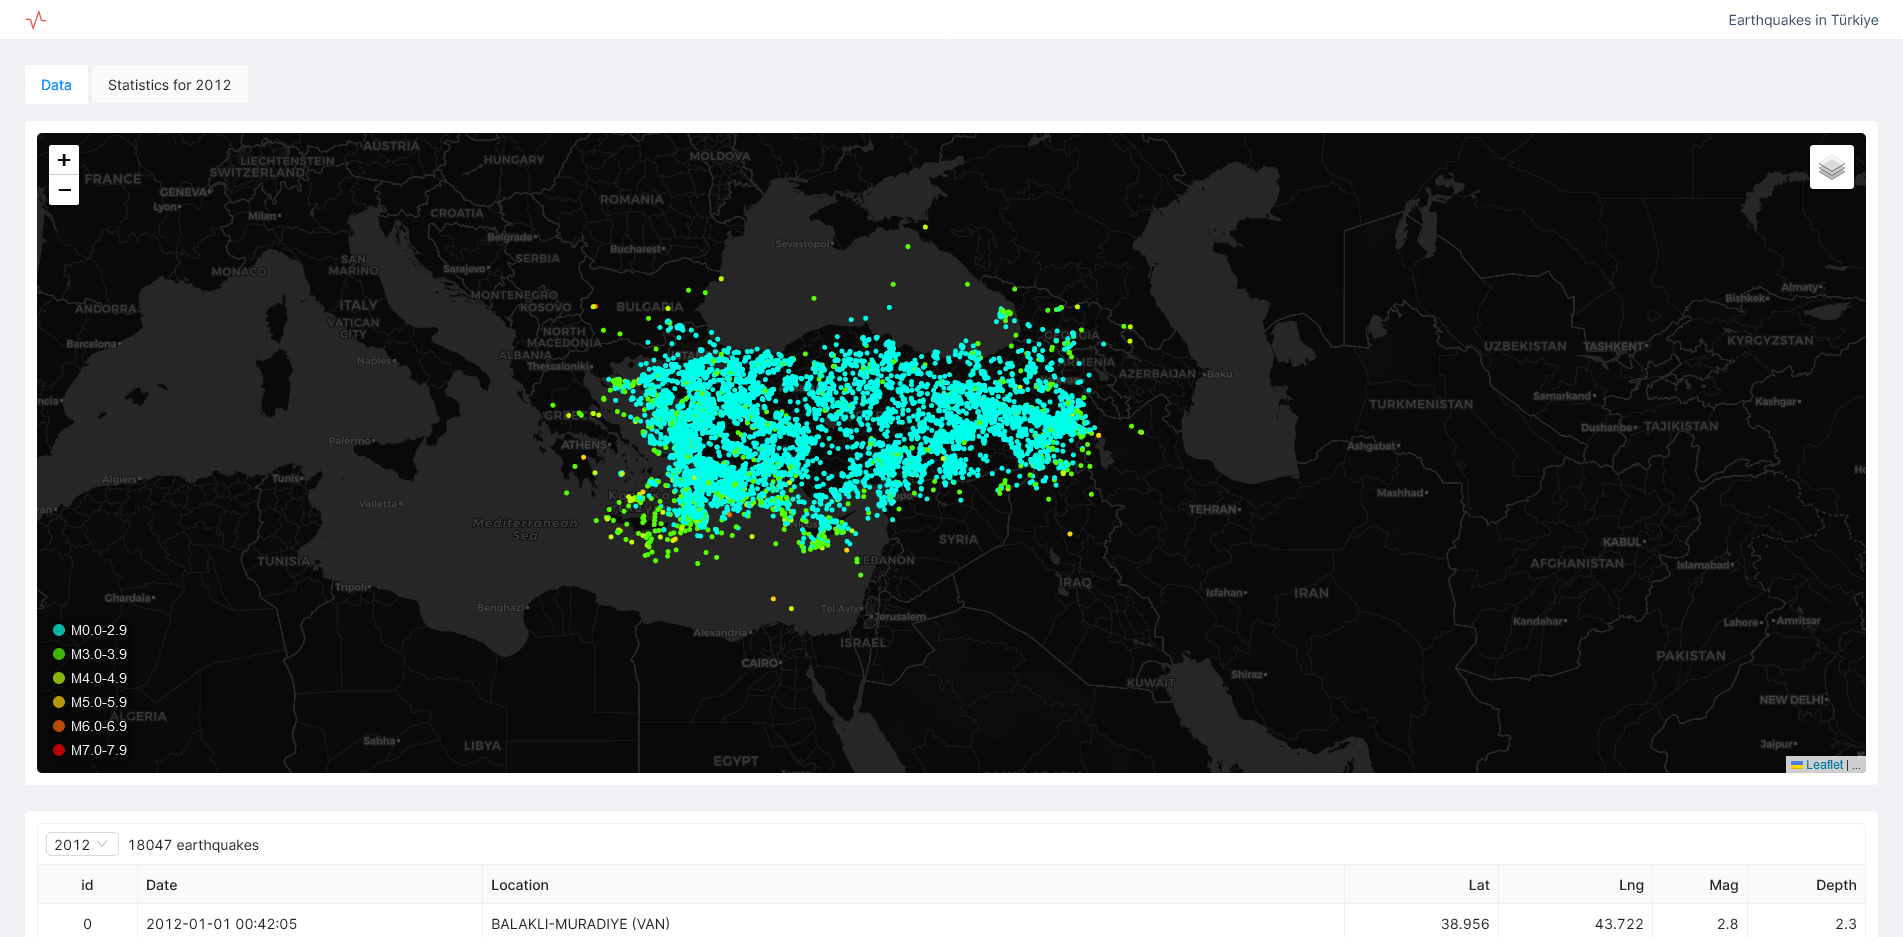 Earthquakes in Türkiye
Data
Statistics for 2012
+
−
AUSTRIA
LIECHTENSTEIN
HUNGARY
MOLDOVA
SWITZERLAND
FRANCE
GENEVA
Lyon
Milan
CROATIA
ROMANIA
Belgrade
Bucharest
Sevastopol
SERBIA
SAN
MARINO
Sarajevo
MONACO
MONTENEGRO
KOSOVO
BULGARIA
ANDORRA
ITALY
VATICAN
CITY
NORTH
MACEDONIA
Barcelona
ALBANIA
Naples
Thessaloniki
Almaty
Bishkek
KYRGYZSTAN
UZBEKISTAN
TASHKENT
AZERBAIJAN
Baku
Samarkand
Kashgar
TURKMENISTAN
Dushanbe
TAJIKISTAN
Palermo
ATHENS
Ashgabat
Algiers
Tunis
Valletta
Mediterranean
Sea
Mashhad
TEHRAN
SYRIA
KABUL
TUNISIA
LEBANON
AFGHANISTAN
Islamabad
IRAQ
Tripoli
Isfahan
IRAN
Ghardaia
Benghazi
Tel Aviv
Jerusalem
Kandahar
Lahore
Amritsar
Alexandria
ISRAEL
CAIRO
PAKISTAN
KUWAIT
Shiraz
NEW DELHI
ALGERIA
Sabha
LIBYA
EGYPT
Jaipur
M0.0-2.9
M3.0-3.9
M4.0-4.9
M5.0-5.9
M6.0-6.9
M7.0-7.9
Leaflet | ...
2012 18047 earthquakes
id Date Location Lat Lng Mag Depth
0 2012-01-01 00:42:05 BALAKLI-MURADIYE (VAN) 38.956 43.722 2.8 2.3